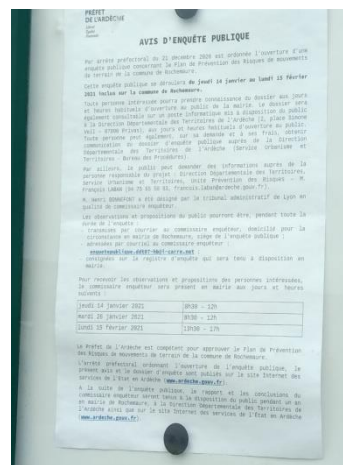 PRÉFET
DE L'ARDÈCHE
AVIS D'ENQUÊTE PUBLIQUE
Par arrêté préfectoral du 22 décembre 2020 est ordonnée l'ouverture d'une
enquête publique concernant le Plan de Prévention des Risques de mouvements
de terrain de la commune de Rochemaure.
Cette enquête publique se déroulera du jeudi 14 janvier au lundi 15 février
2021 inclus sur la commune de Rochemaure.
Toute personne intéressée pourra prendre connaissance du dossier aux jours
et heures habituels d'ouverture au public de la mairie. Le dossier sera
également consultable sur un poste informatique mis à disposition du public
à la Direction Départementale des Territoires de l'Ardèche (2, place Simone
Veil - 07000 Privas), aux jours et heures habituels d'ouverture au public.
Toute personne peut également, sur sa demande et à ses frais, obtenir
communication du dossier d'enquête publique auprès de la Direction
Départementale des Territoires de l'Ardèche (Service Urbanisme et
Territoires - Bureau des Procédures).
Par ailleurs, le public peut demander des informations auprès de la
personne responsable du projet : Direction Départementale des Territoires,
Service Urbanisme et Territoires, Unité Prévention des Risques - M.
François
M. Henri BONNEFONT a été désigné par le tribunal administratif de Lyon en
qualité de commissaire enquêteur.
Les observations et propositions du public pourront être, pendant toute la
durée de l'enquête :
transmises par courrier au commissaire enquêteur, domicilié pour la
circonstance en mairie de Rochemaure, siège de l'enquête publique ;
adressées par courriel au commissaire enquêteur :
consignées sur le registre d'enquête qui sera tenu à disposition en
mairie.
Pour recevoir les observations et propositions des personnes intéressées,
le commissaire enquêteur sera présent en mairie aux jours et heures
suivants :
jeudi 14 janvier 2021 9h30 - 12h
mardi 26 janvier 2021 9h30 - 12h
lundi 15 février 2021 - 17h
Le Préfet de l'Ardèche est compétent pour approuver le Plan de Prévention
des Risques de mouvements de terrain de la commune de Rochemaure.
L'arrêté préfectoral ordonnant l'ouverture de l'enquête publique, le
présent avis et le dossier d'enquête sont publiés sur le site Internet des
services de l'État en Ardèche (www.ardeche.gouv.fr).
A la suite de l'enquête publique, le rapport et les conclusions du
commissaire enquêteur seront tenus à la disposition du public pendant un an
en mairie de Rochemaure, à la Direction Départementale des Territoires de
l'Ardèche ainsi que sur le site Internet des services de l'État en Ardèche
(www.ardeche.gouv.fr).